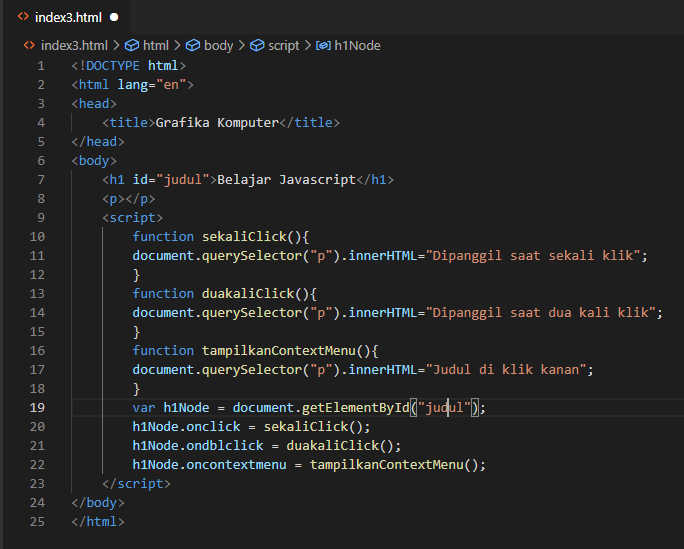 index3.html
index3.html > html > body > script > h1Node
1 <!DOCTYPE html>
2 <html lang="en">
3 <head>
4 <title>Grafika Komputer</title>
5 </head>
6 <body>
7 <h1 id="judul">Belajar Javascript</h1>
8 <p></p>
9 <script>
10 function sekaliClick(){
11 document.querySelector("p").innerHTML="Dipanggil saat sekali klik";
12 }
13 function duakaliClick(){
14 document.querySelector("p").innerHTML="Dipanggil saat dua kali klik";
15 }
16 function tampilkanContextMenu(){
17 document.querySelector("p").innerHTML="Judul di klik kanan";
18 }
19 var h1Node = document.getElementById("judul");
20 h1Node.onclick = sekaliClick();
21 h1Node.ondblclick = duakaliClick();
22 h1Node.oncontextmenu = tampilkanContextMenu();
23 </script>
24 </body>
25 </html>